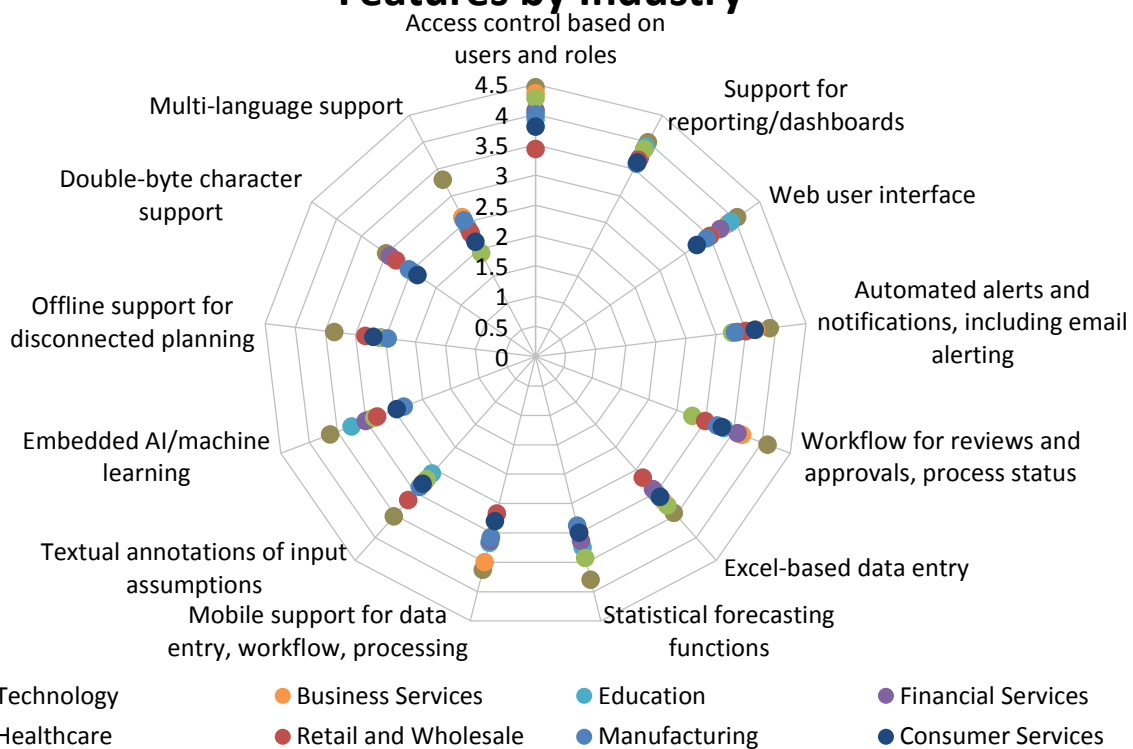 Features by Industry
Access control based on
users and roles
Support for
reporting/dashboards
Multi-language support
Double-byte character
support
Web user interface
Offline support for
disconnected planning
Automated alerts and
notifications, including email
alerting
Embedded AI/machine
learning
Workflow for reviews and
approvals, process status
Textual annotations of input
assumptions
Excel-based data entry
Mobile support for data
entry, workflow, processing
Statistical forecasting
functions
4.5
4
3.5
3
2.5
2
1.5
1
0.5
0
Technology
Business Services
Education
Financial Services
Healthcare
Retail and Wholesale
Manufacturing
Consumer Services